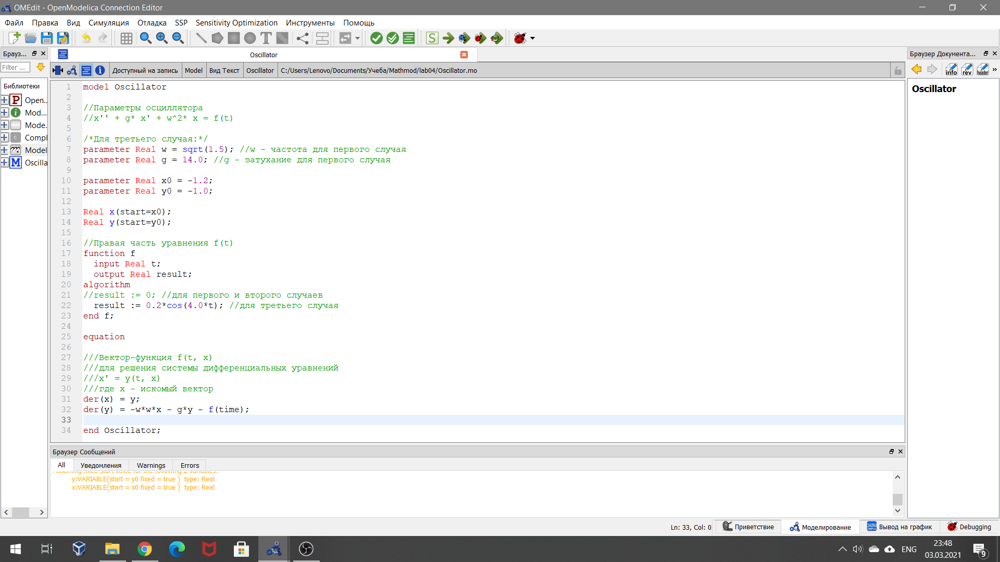 OMEdit - OpenModelica Connection Editor
Файл Правка Вид Симуляция Отладка SSP Sensitivity Optimization Инструменты Помощь
Брауз...
Oscillator
Браузер Документа...
Filter ...
Доступный на запись Model Вид Текст Oscillator C:/Users/Lenovo/Documents/Учеба/Mathmod/lab04/Oscillator.mo
info rev header »
Библиотеки
Open...
Mod...
Mode.
Compl
Model
Oscilla
Oscillator
1 model Oscillator
2
3 //Параметры осциллятора
4 //x'' + g* x' + w^2* x = f(t)
5
6 /*Для третьего случая:*/
7 parameter Real w = sqrt(1.5); //w - частота для первого случая
8 parameter Real g = 14.0; //g - затухание для первого случая
9
10 parameter Real x0 = -1.2;
11 parameter Real y0 = -1.0;
12
13 Real x(start=x0);
14 Real y(start=y0);
15
16 //Правая часть уравнения f(t)
17 function f
18 input Real t;
19 output Real result;
20 algorithm
21 //result := 0; //для первого и второго случаев
22 result := 0.2*cos(4.0*t); //для третьего случая
23 end f;
24
25 equation
26
27 ///Вектор-функция f(t, x)
28 ///для решения системы дифференциальных уравнений
29 ///x' = y(t, x)
30 ///где x - искомый вектор
31 der(x) = y;
32 der(y) = -w*w*x - g*y - f(time);
33
34 end Oscillator;
Браузер Сообщений
All Уведомления Warnings Errors
Assuming fixed start value for the following 2 variables:
y:VARIABLE(start = y0 fixed = true ) type: Real
x:VARIABLE(start = x0 fixed = true ) type: Real
Ln: 33, Col: 0 Приветствие Моделирование Вывод на график Debugging
ENG
23:48
03.03.2021
9